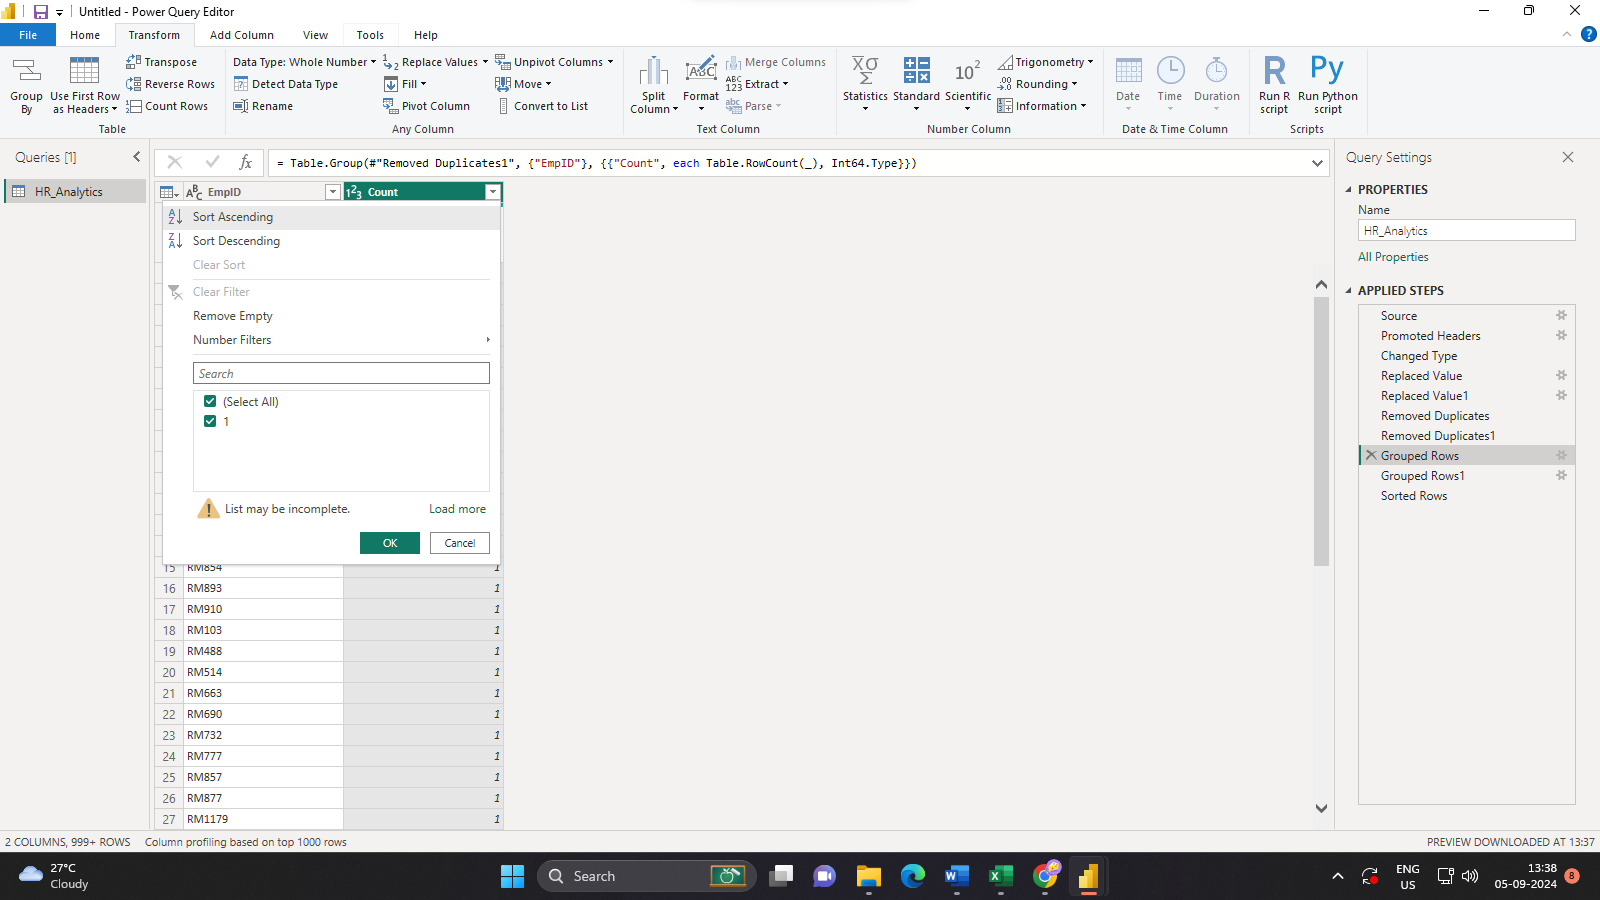 Untitled - Power Query Editor
File Home Transform Add Column View Tools Help
Group By
Use First Row as Headers
Transpose
Reverse Rows
Count Rows
Table
Data Type: Whole Number
Detect Data Type
Rename
Replace Values
Fill
Pivot Column
Unpivot Columns
Move
Convert to List
Any Column
Split Column
Format
Merge Columns
Extract
Parse
Text Column
Statistics
Standard
Scientific
Trigonometry
Rounding
Information
Number Column
Date
Time
Duration
Date & Time Column
Run R script
Run Python script
Scripts
Queries [1]
HR_Analytics
= Table.Group(#"Removed Duplicates1", {"EmpID"}, {{"Count", each Table.RowCount(_), Int64.Type}})
EmpID
Count
Sort Ascending
Sort Descending
Clear Sort
Clear Filter
Remove Empty
Number Filters
Search
(Select All)
1
List may be incomplete.
Load more
OK
Cancel
15 RM854 1
16 RM893 1
17 RM910 1
18 RM103 1
19 RM488 1
20 RM514 1
21 RM663 1
22 RM690 1
23 RM732 1
24 RM777 1
25 RM857 1
26 RM877 1
27 RM1179 1
Query Settings
PROPERTIES
Name
HR_Analytics
All Properties
APPLIED STEPS
Source
Promoted Headers
Changed Type
Replaced Value
Replaced Value1
Removed Duplicates
Removed Duplicates1
Grouped Rows
Grouped Rows1
Sorted Rows
2 COLUMNS, 999+ ROWS
Column profiling based on top 1000 rows
PREVIEW DOWNLOADED AT 13:37
27°C
Cloudy
Search
ENG
US
13:38
05-09-2024
8